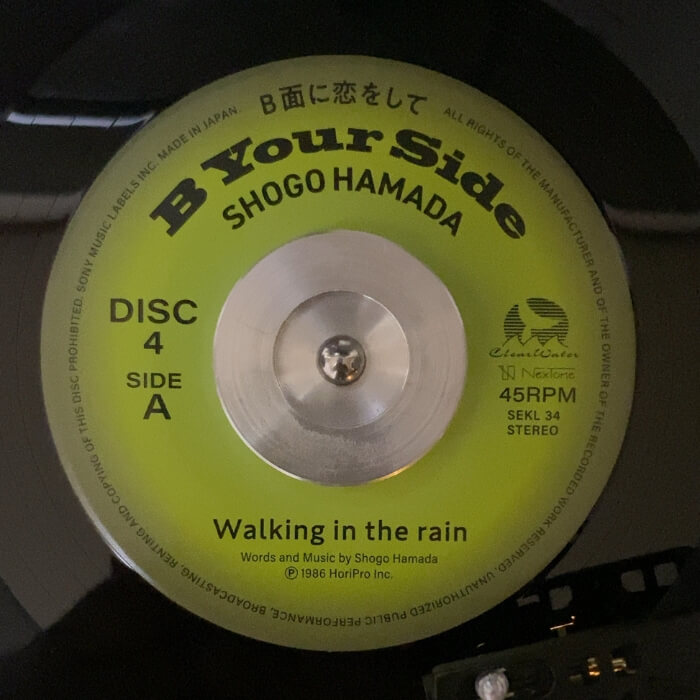 B面に恋をして
B Your Side
SHOGO HAMADA
DISC
4
SIDE
A
ClearWater
NexTone
45RPM
SEKL 34
STEREO
Walking in the rain
Words and Music by Shogo Hamada
Ⓟ 1986 HoriPro Inc.
ALL RIGHTS OF THE MANUFACTURER AND OF THE OWNER OF THE RECORDED WORK RESERVED. UNAUTHORIZED PUBLIC PERFORMANCE, BROADCASTING, RENTING AND COPYING OF THIS DISC PROHIBITED. SONY MUSIC LABELS INC. MADE IN JAPAN